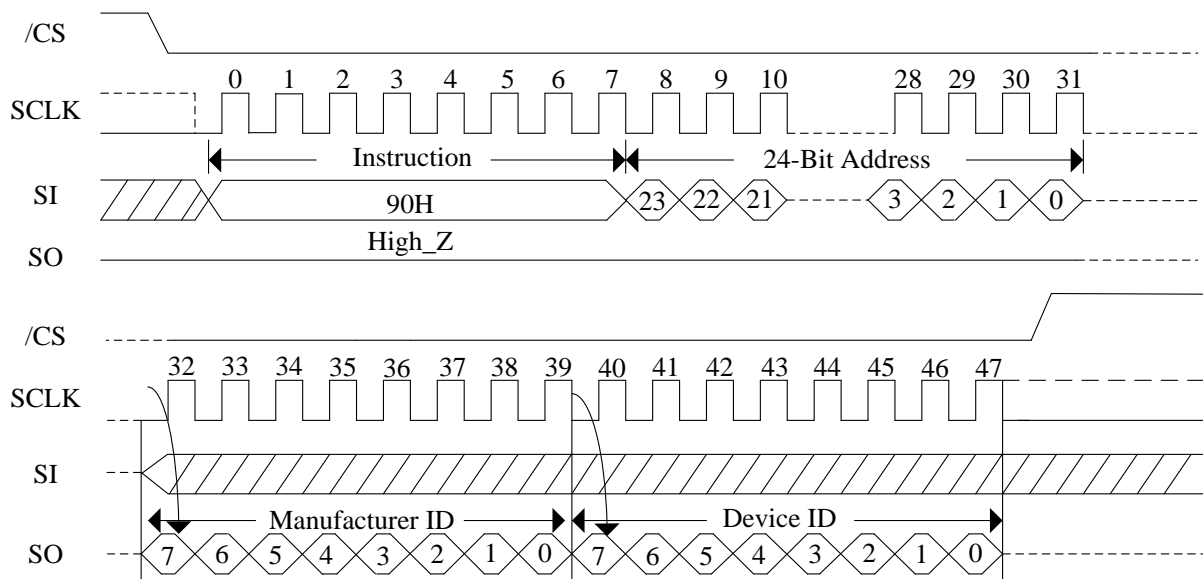 /CS
0 1 2 3 4 5 6 7 8 9 10 28 29 30 31
SCLK
Instruction 24-Bit Address
SI
90H 23 22 21 3 2 1 0
High_Z
SO
/CS
32 33 34 35 36 37 38 39 40 41 42 43 44 45 46 47
SCLK
SI
Manufacturer ID Device ID
SO 7 6 5 4 3 2 1 0 7 6 5 4 3 2 1 0